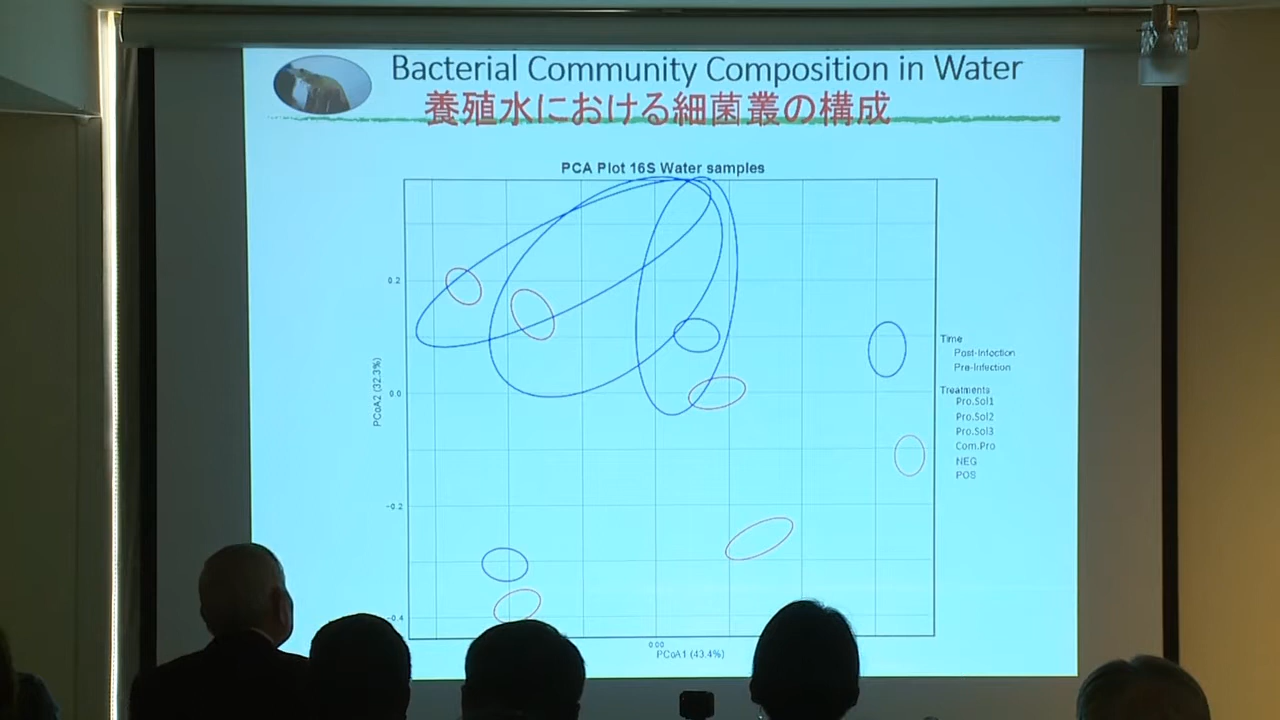 Bacterial Community Composition in Water
養殖水における細菌叢の構成
PCA Plot 16S Water samples
0.2
0.0
-0.2
-0.4
PCoA2 (32.3%)
0.00
PCoA1 (43.4%)
Time
Post-Infection
Pre-Infection
Treatments
Pro.Sol1
Pro.Sol2
Pro.Sol3
Com.Pro
NEG
POS